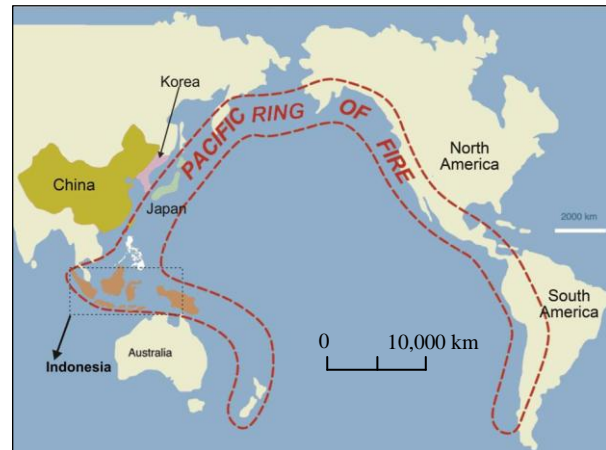 Korea
PACIFIC RING OF FIRE
North
America
China
Japan
2000 km
South
America
Indonesia
Australia
0 10,000 km